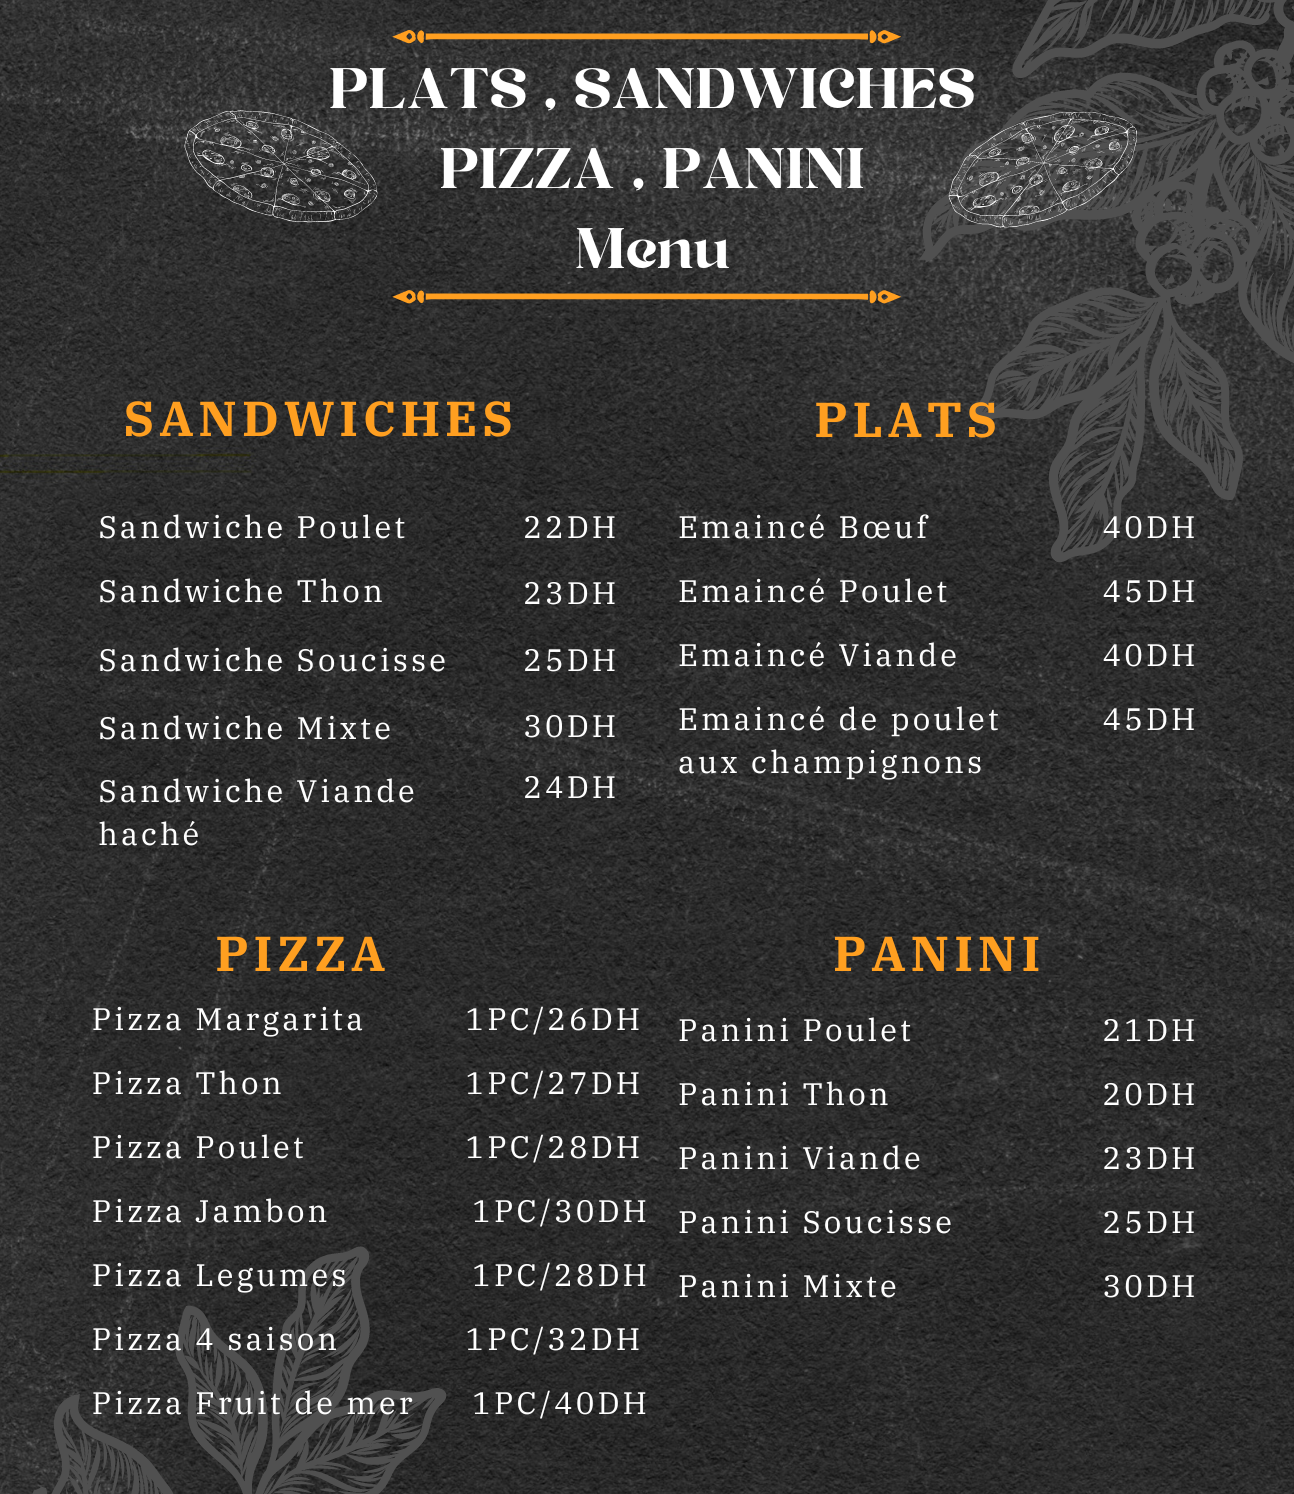 PLATS , SANDWICHES
PIZZA , PANINI
Menu
SANDWICHES
Sandwiche Poulet 22DH
Sandwiche Thon 23DH
Sandwiche Soucisse 25DH
Sandwiche Mixte 30DH
Sandwiche Viande 24DH
haché
PLATS
Emaincé Bœuf 40DH
Emaincé Poulet 45DH
Emaincé Viande 40DH
Emaincé de poulet 45DH
aux champignons
PIZZA
Pizza Margarita 1PC/26DH
Pizza Thon 1PC/27DH
Pizza Poulet 1PC/28DH
Pizza Jambon 1PC/30DH
Pizza Legumes 1PC/28DH
Pizza 4 saison 1PC/32DH
Pizza Fruit de mer 1PC/40DH
PANINI
Panini Poulet 21DH
Panini Thon 20DH
Panini Viande 23DH
Panini Soucisse 25DH
Panini Mixte 30DH